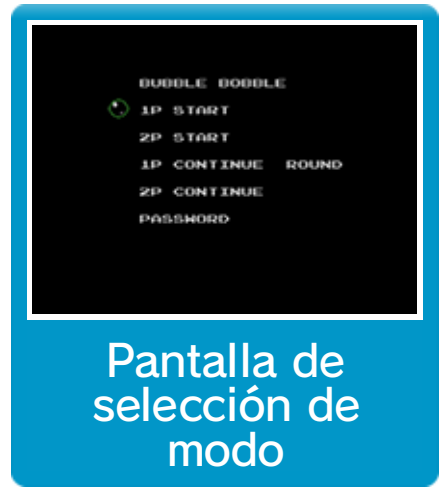 BUBBLE BOBBLE
1P START
2P START
1P CONTINUE ROUND
2P CONTINUE
PASSWORD
Pantalla de
selección de
modo